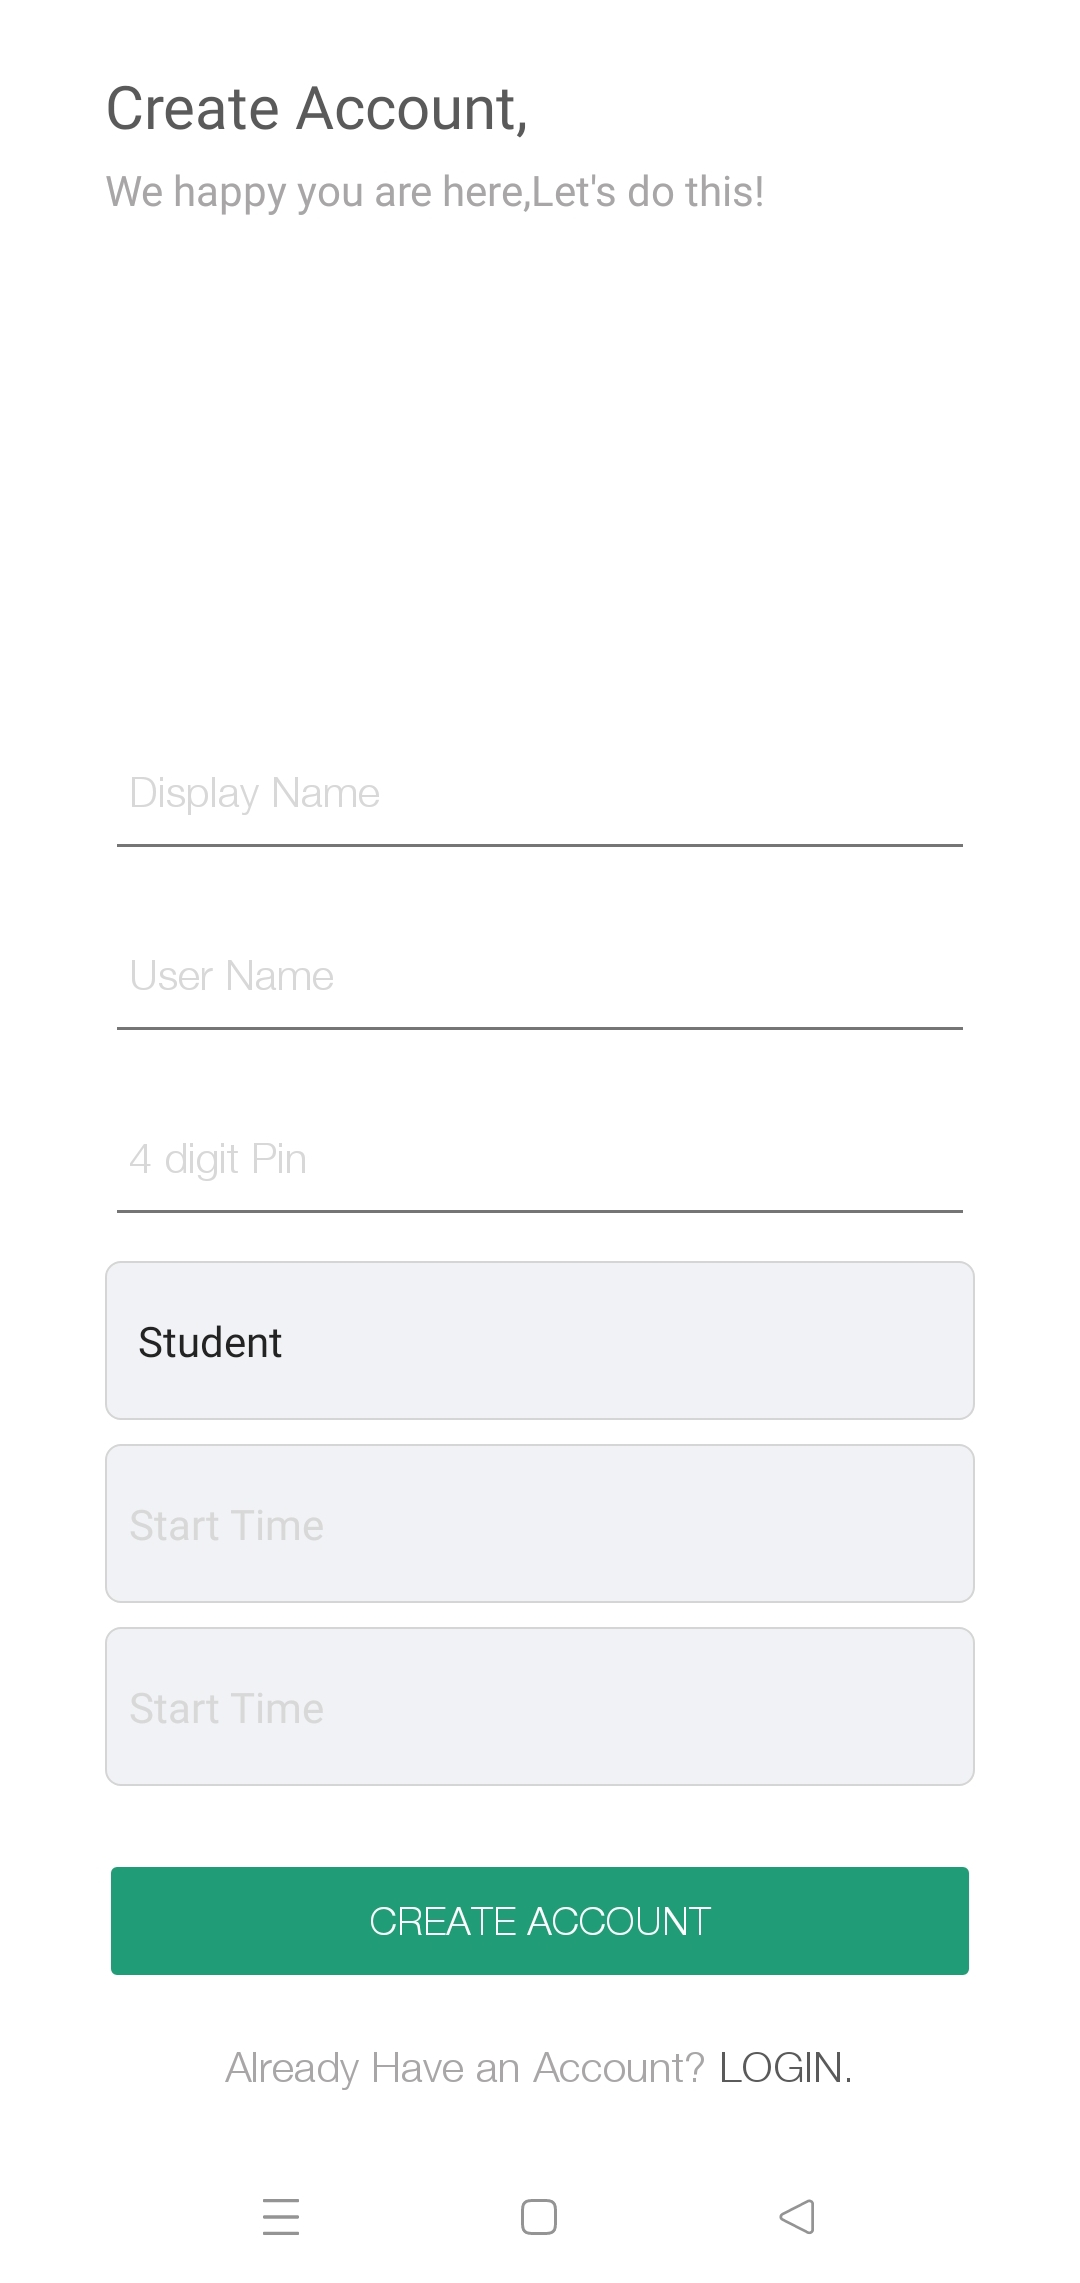 Create Account,
We happy you are here,Let's do this!
Display Name
User Name
4 digit Pin
Student
Start Time
Start Time
CREATE ACCOUNT
Already Have an Account? LOGIN.